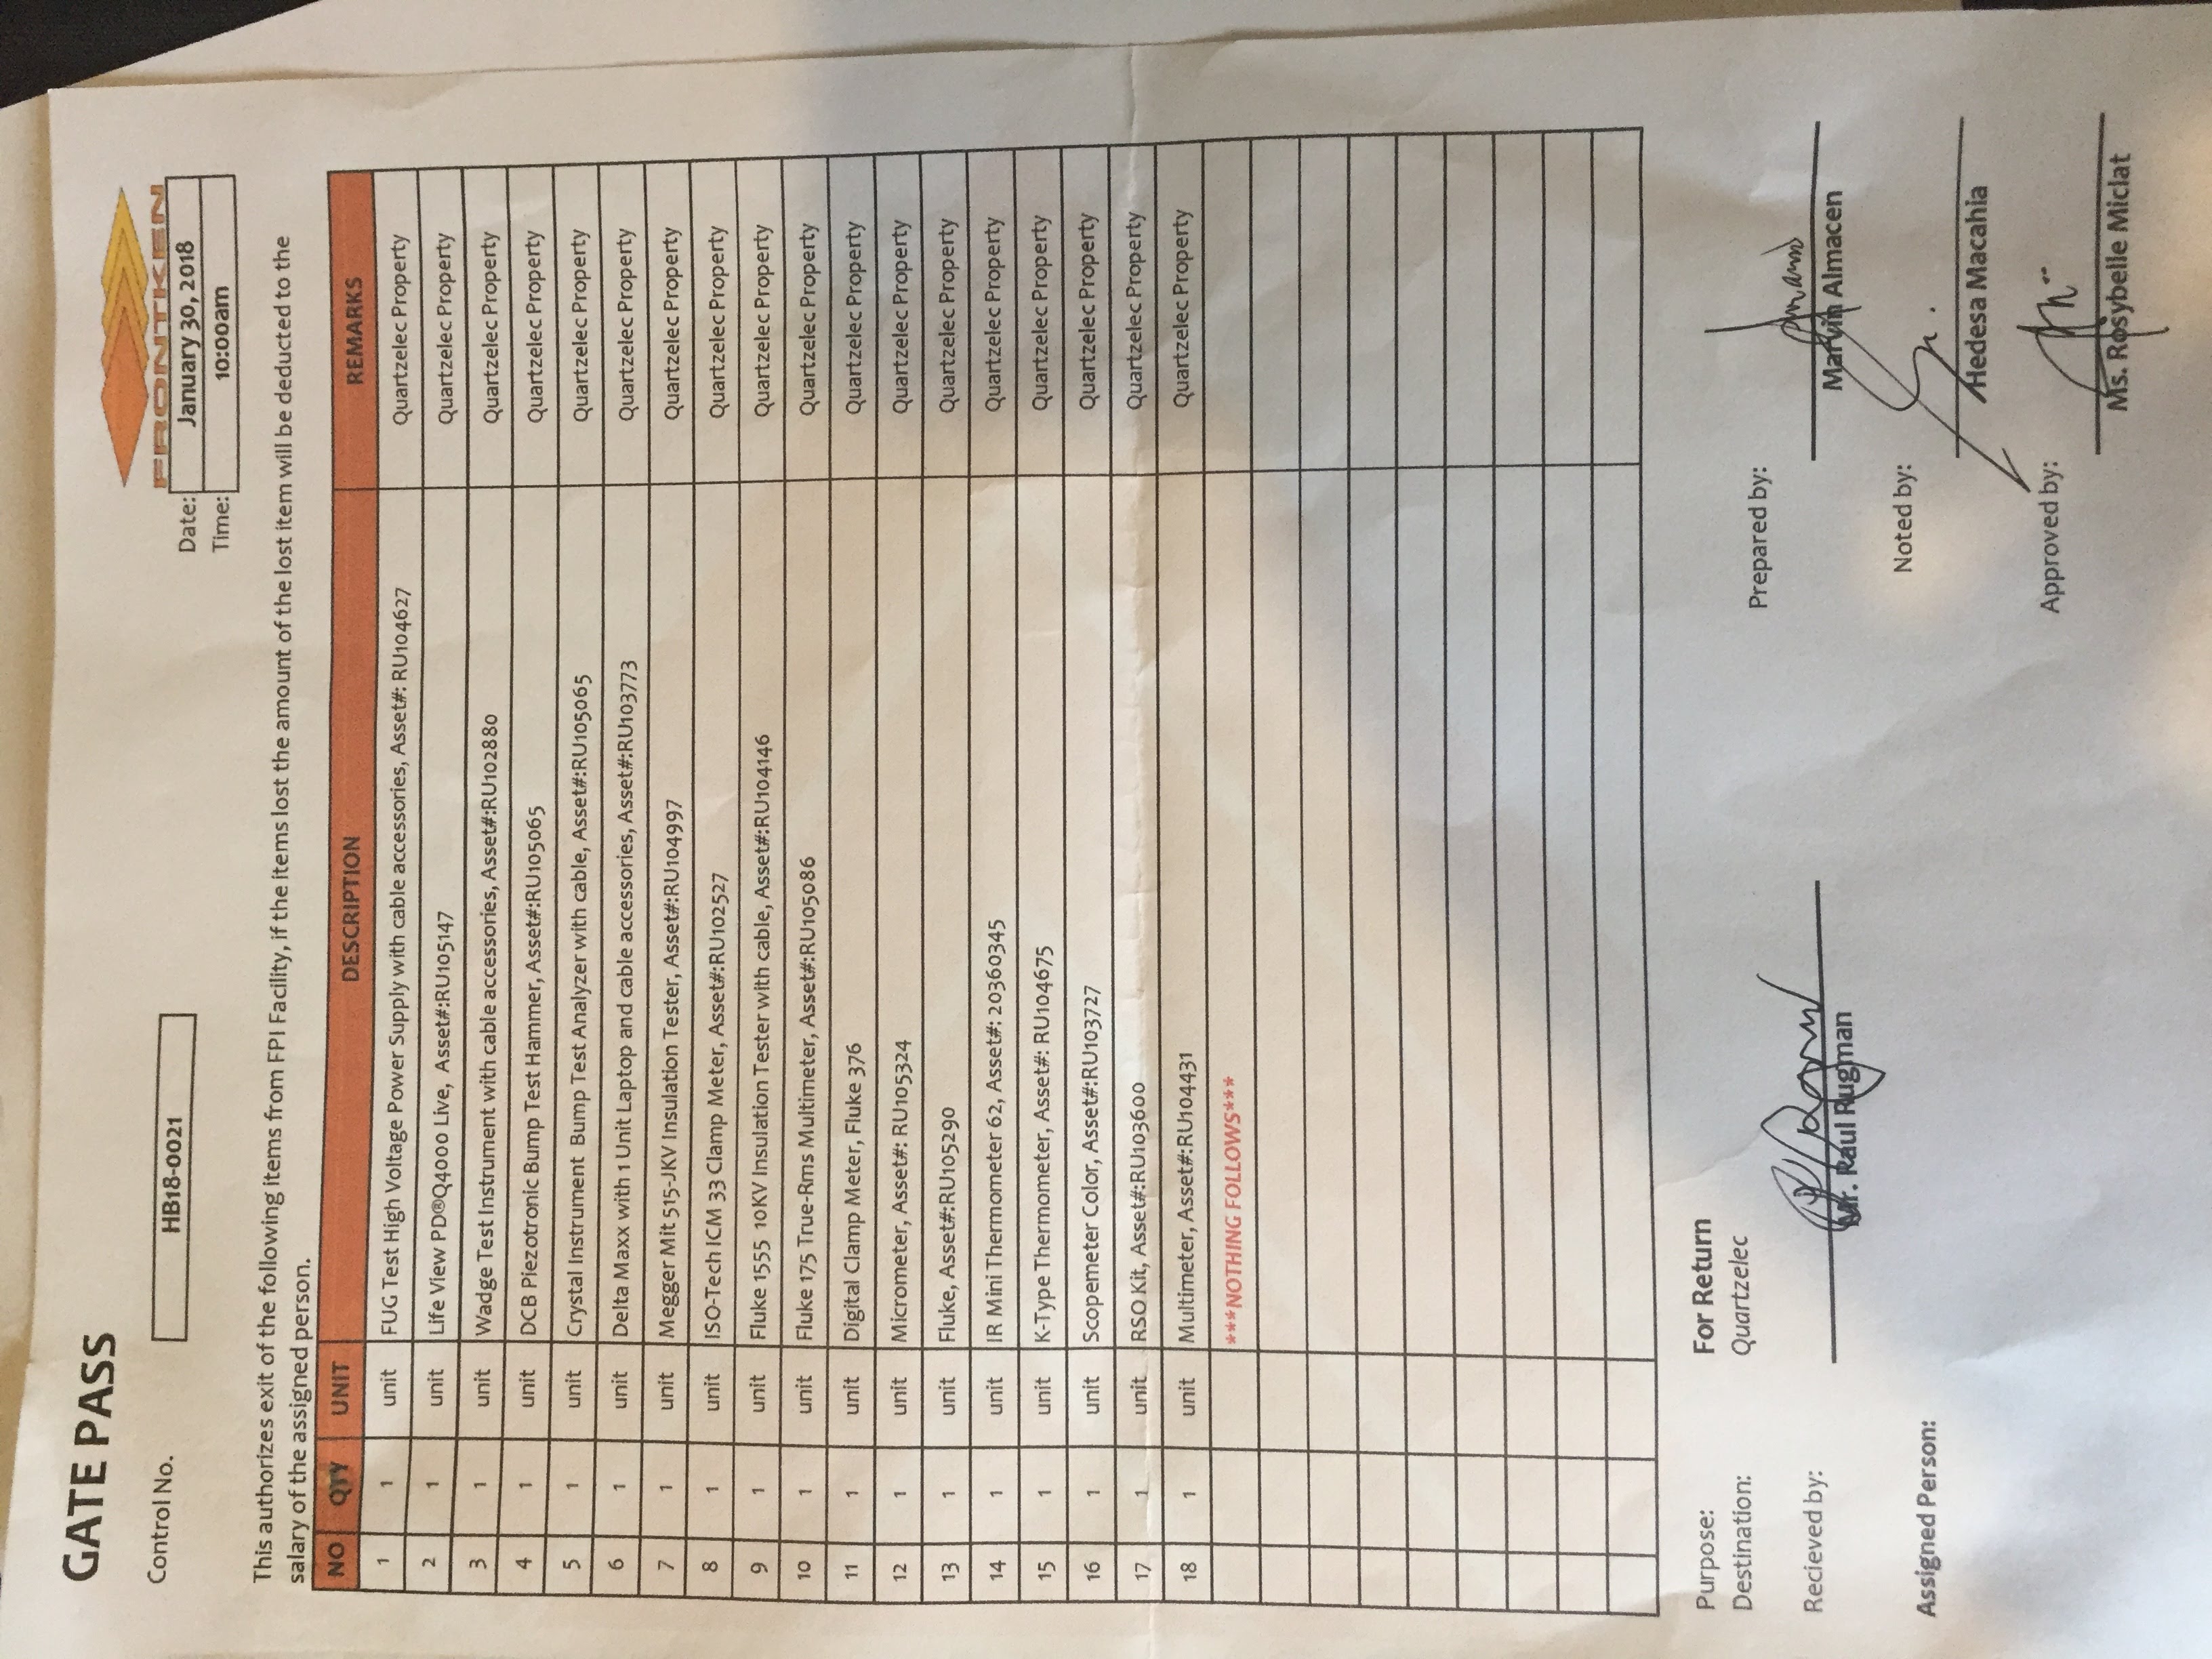 GATE PASS
FRONTKEN
Control No. HB18-0021
Date: January 30, 2018
Time: 10:00am
This authorizes exit of the following items from FPI Facility, if the items lost the amount of the lost item will be deducted to the
salary of the assigned person.
NO QTY UNIT DESCRIPTION REMARKS
1 1 unit FUG Test High Voltage Power Supply with cable accessories, Asset#: RU104627 Quartzelec Property
2 1 unit Life View PD®Q4000 Live, Asset#:RU105147 Quartzelec Property
3 1 unit Wadge Test Instrument with cable accessories, Asset#:RU102880 Quartzelec Property
4 1 unit DCB Piezotronic Bump Test Hammer, Asset#:RU105065 Quartzelec Property
5 1 unit Crystal Instrument Bump Test Analyzer with cable, Asset#:RU105065 Quartzelec Property
6 1 unit Delta Maxx with 1 Unit Laptop and cable accessories, Asset#:RU103773 Quartzelec Property
7 1 unit Megger Mit 515-JKV Insulation Tester, Asset#:RU104997 Quartzelec Property
8 1 unit ISO-Tech ICM 33 Clamp Meter, Asset#:RU102527 Quartzelec Property
9 1 unit Fluke 1555 10KV Insulation Tester with cable, Asset#:RU104146 Quartzelec Property
10 1 unit Fluke 175 True-Rms Multimeter, Asset#:RU105086 Quartzelec Property
11 1 unit Digital Clamp Meter, Fluke 376 Quartzelec Property
12 1 unit Micrometer, Asset#: RU105324 Quartzelec Property
13 1 unit Fluke, Asset#:RU105290 Quartzelec Property
14 1 unit IR Mini Thermometer 62, Asset#: 20360345 Quartzelec Property
15 1 unit K-Type Thermometer, Asset#: RU104675 Quartzelec Property
16 1 unit Scopemeter Color, Asset#:RU103727 Quartzelec Property
17 1 unit RSO Kit, Asset#:RU103600 Quartzelec Property
18 1 unit Multimeter, Asset#:RU104431 Quartzelec Property
***NOTHING FOLLOWS***
Purpose: For Return
Destination: Quartzelec
Prepared by:
Recieved by:
Mr. Paul Rugman
Marvin Almacen
Noted by:
Assigned Person:
Hedesa Macahia
Approved by:
Ms. Rosybelle Miclat